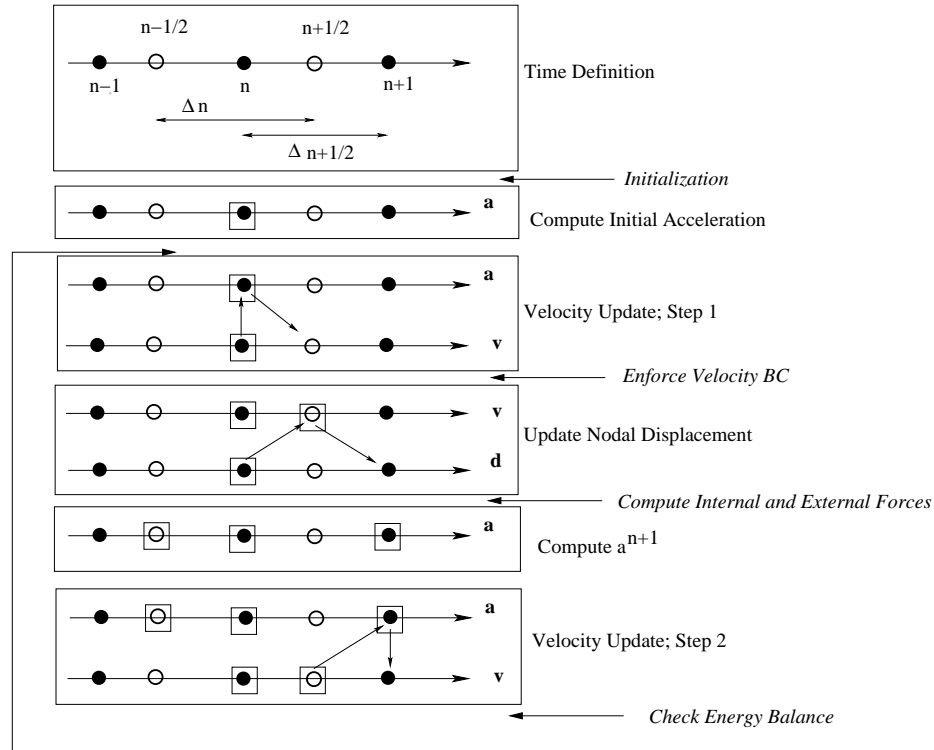 n−1/2 n+1/2
n−1 n n+1
Δ n
Δ n+1/2
Time Definition
Initialization
a
Compute Initial Acceleration
a
v
Velocity Update; Step 1
Enforce Velocity BC
v
d
Update Nodal Displacement
Compute Internal and External Forces
a
Compute a^{n+1}
a
v
Velocity Update; Step 2
Check Energy Balance